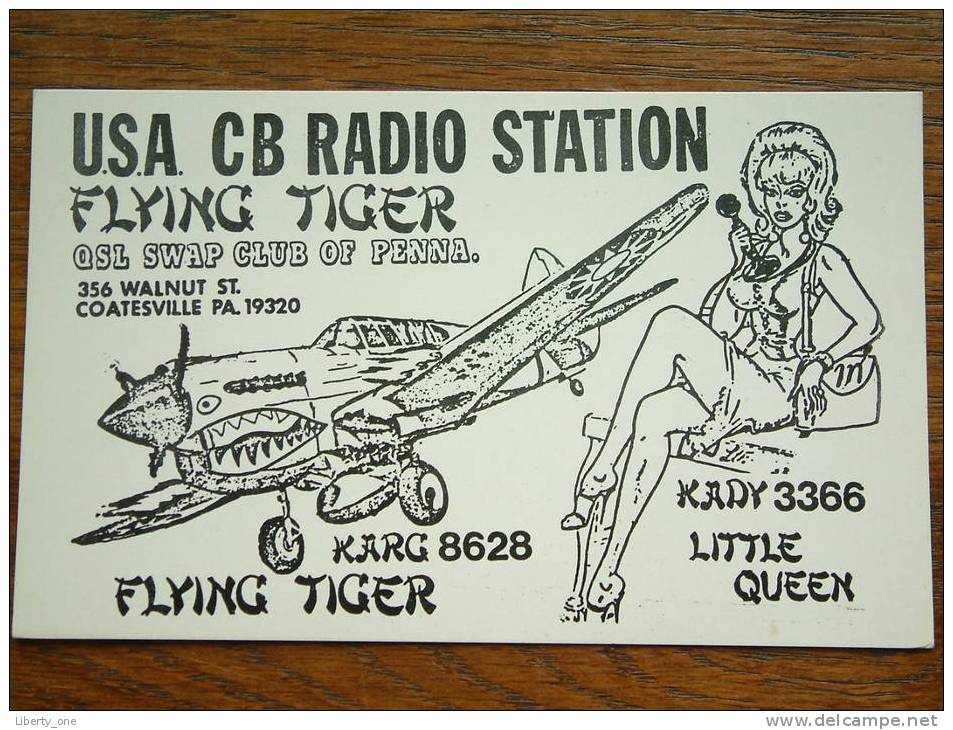 U.S.A. CB RADIO STATION
FLYING TIGER
QSL SWAP CLUB OF PENNA.
356 WALNUT ST.
COATESVILLE PA. 19320
M
KADY 3366
KARG 8628
LITTLE
QUEEN
FLYING TIGER
Liberty_one
www.delcampe.net